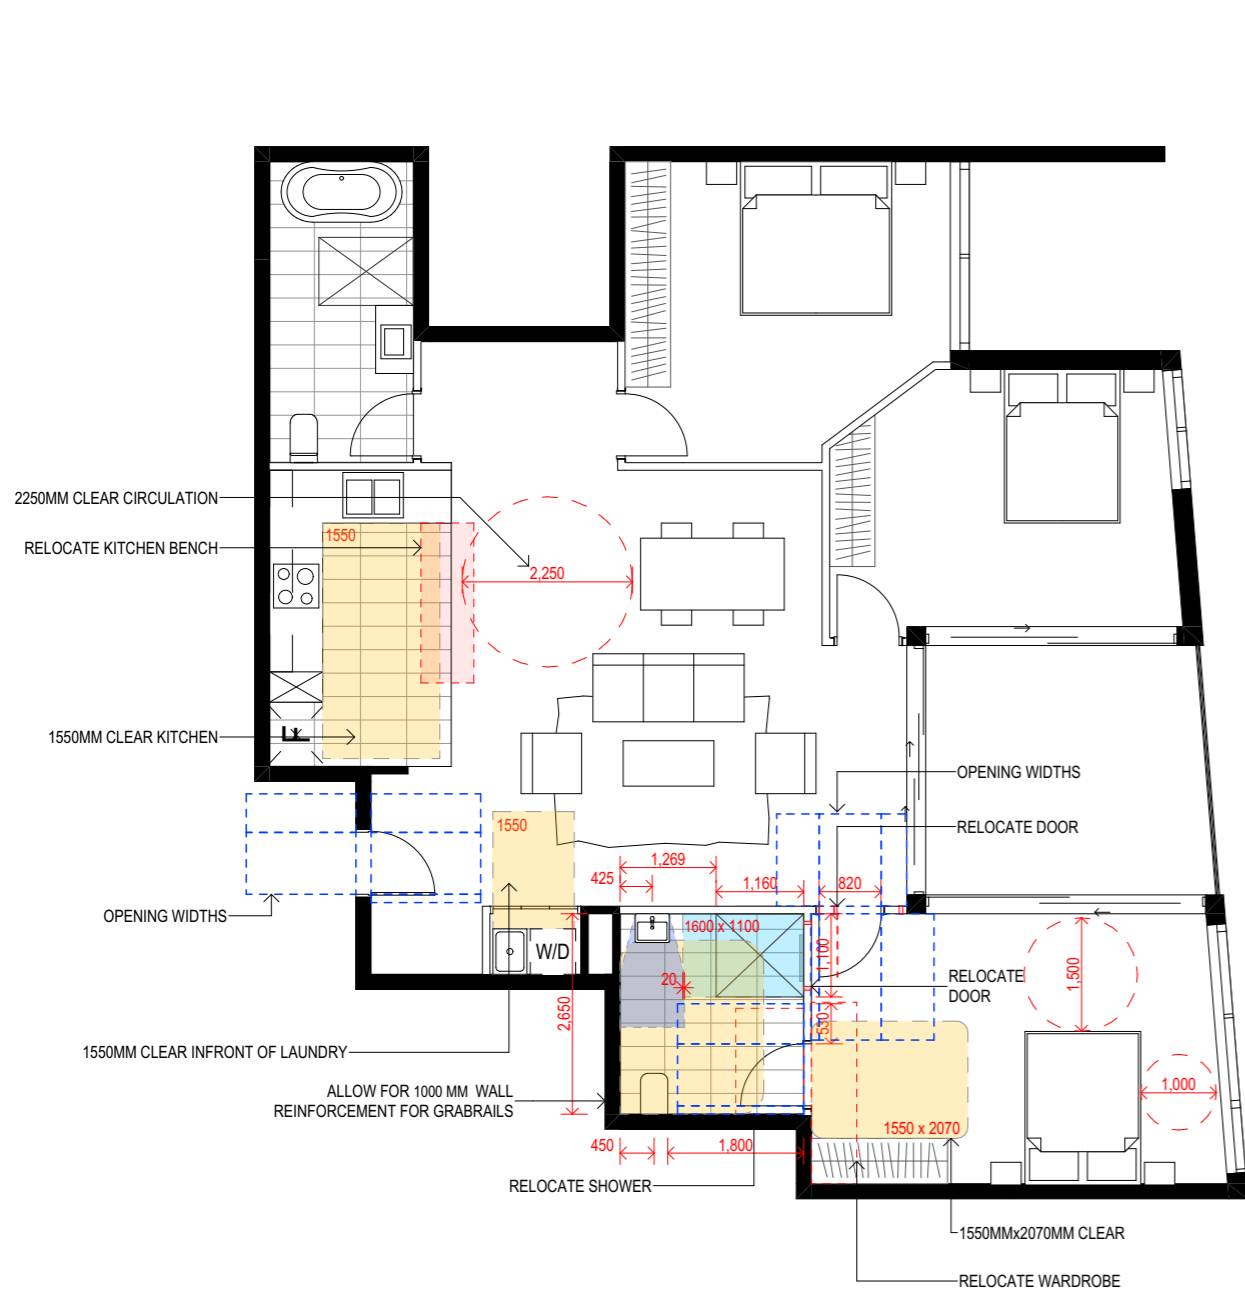 2250MM CLEAR CIRCULATION
RELOCATE KITCHEN BENCH
1550
2,250
1550MM CLEAR KITCHEN
OPENING WIDTHS
RELOCATE DOOR
1550
1,269
425
1,160
820
OPENING WIDTHS
1600 x 1100
W/D
1,100
20
RELOCATE
DOOR
1,500
2,650
530
1550MM CLEAR INFRONT OF LAUNDRY
ALLOW FOR 1000 MM WALL
REINFORCEMENT FOR GRABRAILS
1,000
1550 x 2070
450
1,800
RELOCATE SHOWER
1550MMx2070MM CLEAR
RELOCATE WARDROBE